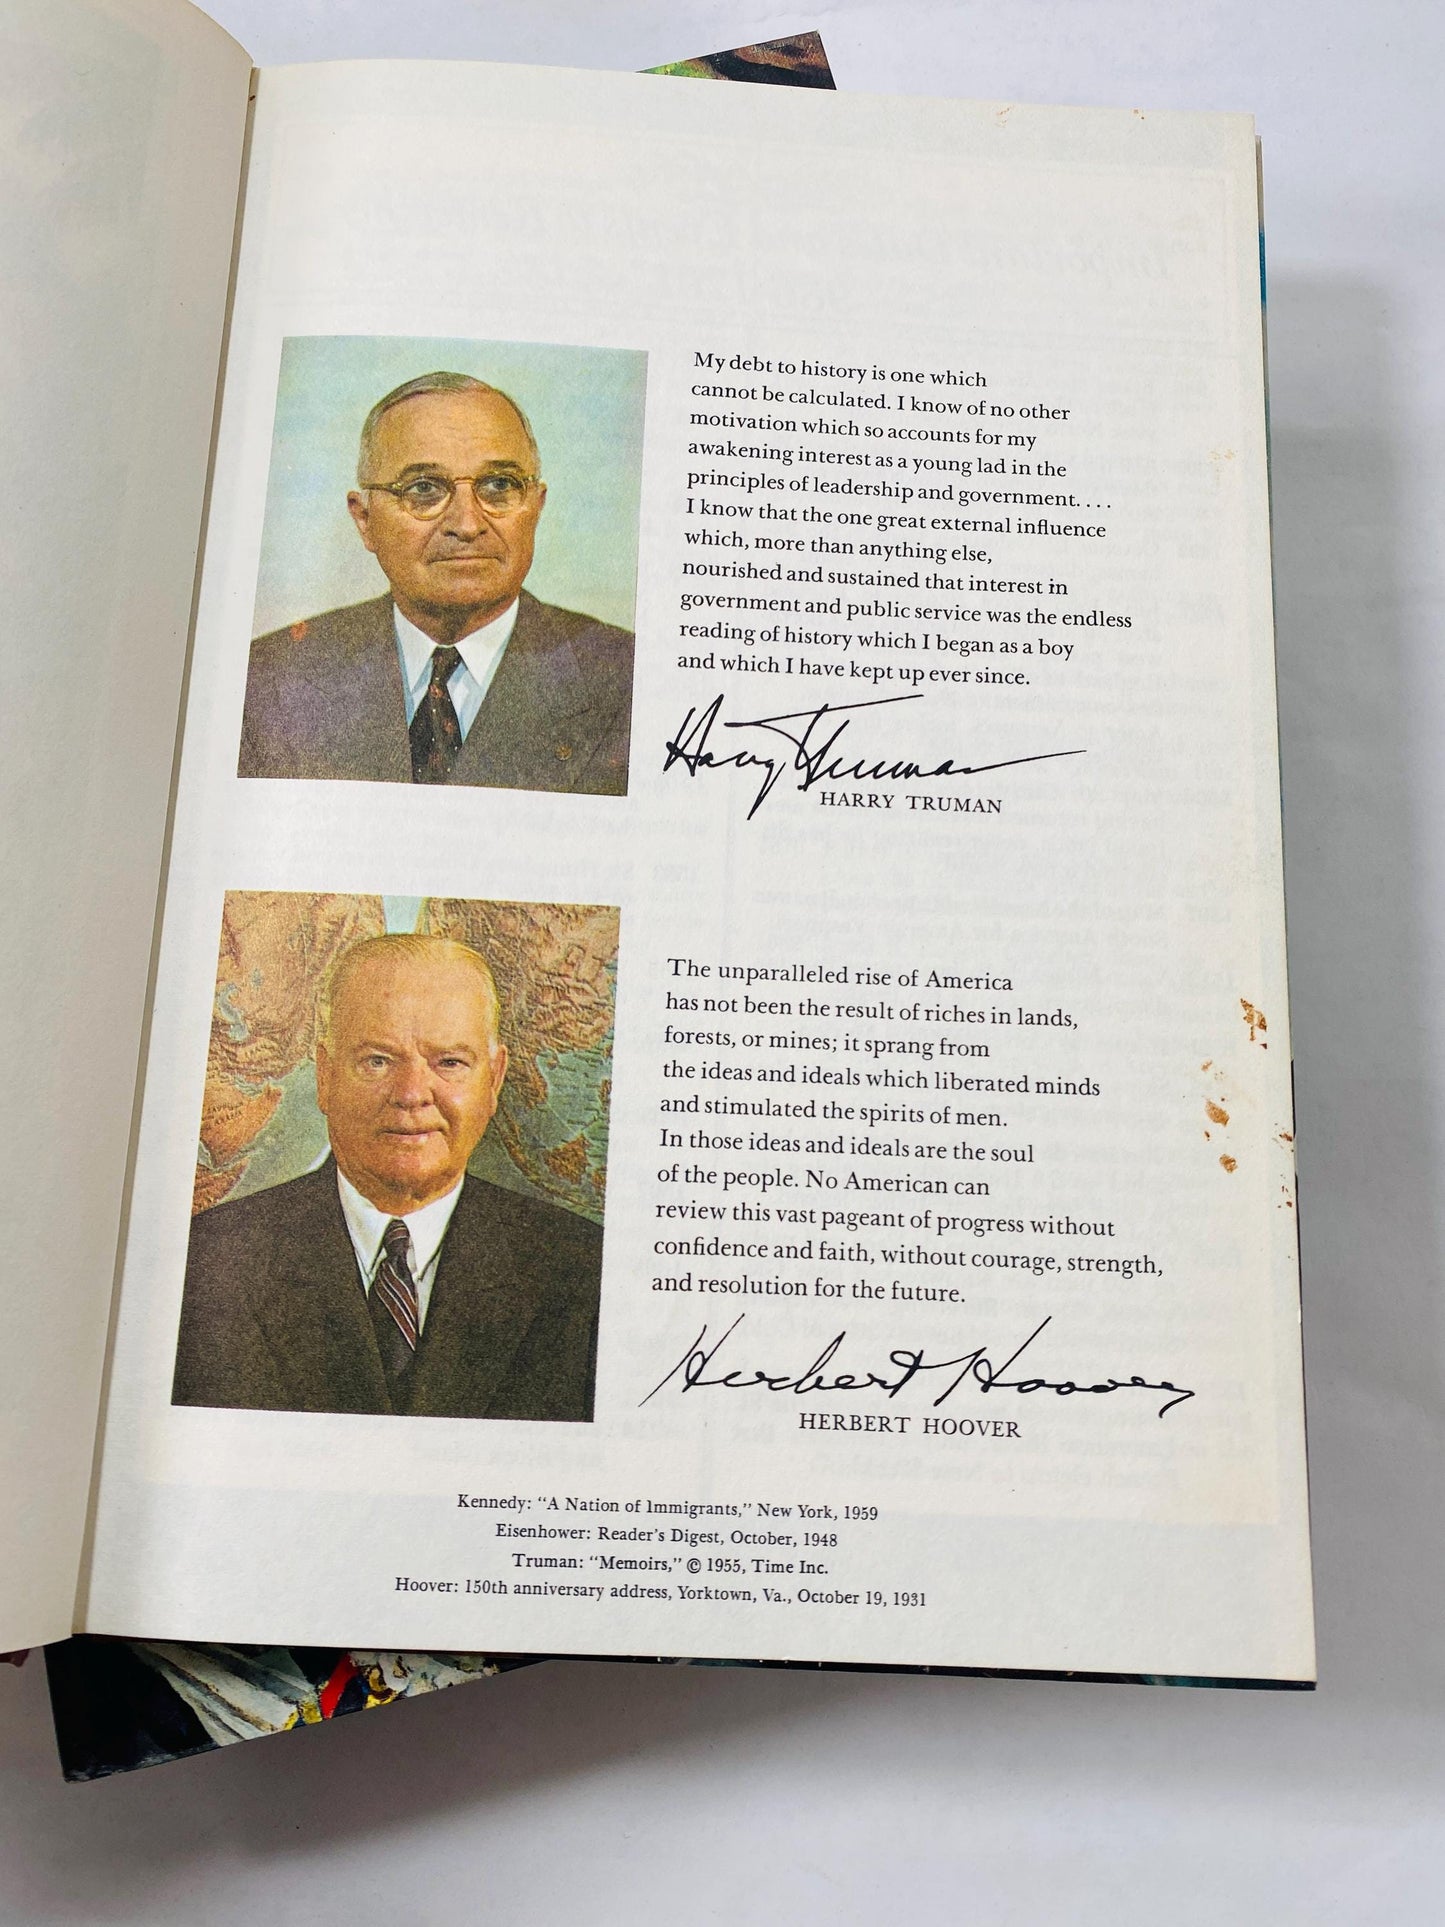 My debt to history is one which
cannot be calculated. I know of no other
motivation which so accounts for my
awakening interest as a young lad in the
principles of leadership and government. . . .
I know that the one great external influence
which, more than anything else,
nourished and sustained that interest in
government and public service was the endless
reading of history which I began as a boy
and which I have kept up ever since.
Harry Truman
HARRY TRUMAN
The unparalleled rise of America
has not been the result of riches in lands,
forests, or mines; it sprang from
the ideas and ideals which liberated minds
and stimulated the spirits of men.
In those ideas and ideals are the soul
of the people. No American can
review this vast pageant of progress without
confidence and faith, without courage, strength,
and resolution for the future.
Herbert Hoover
HERBERT HOOVER
Kennedy: “A Nation of Immigrants,” New York, 1959
Eisenhower: Reader’s Digest, October, 1948
Truman: “Memoirs,” © 1955, Time Inc.
Hoover: 150th anniversary address, Yorktown, Va., October 19, 1931